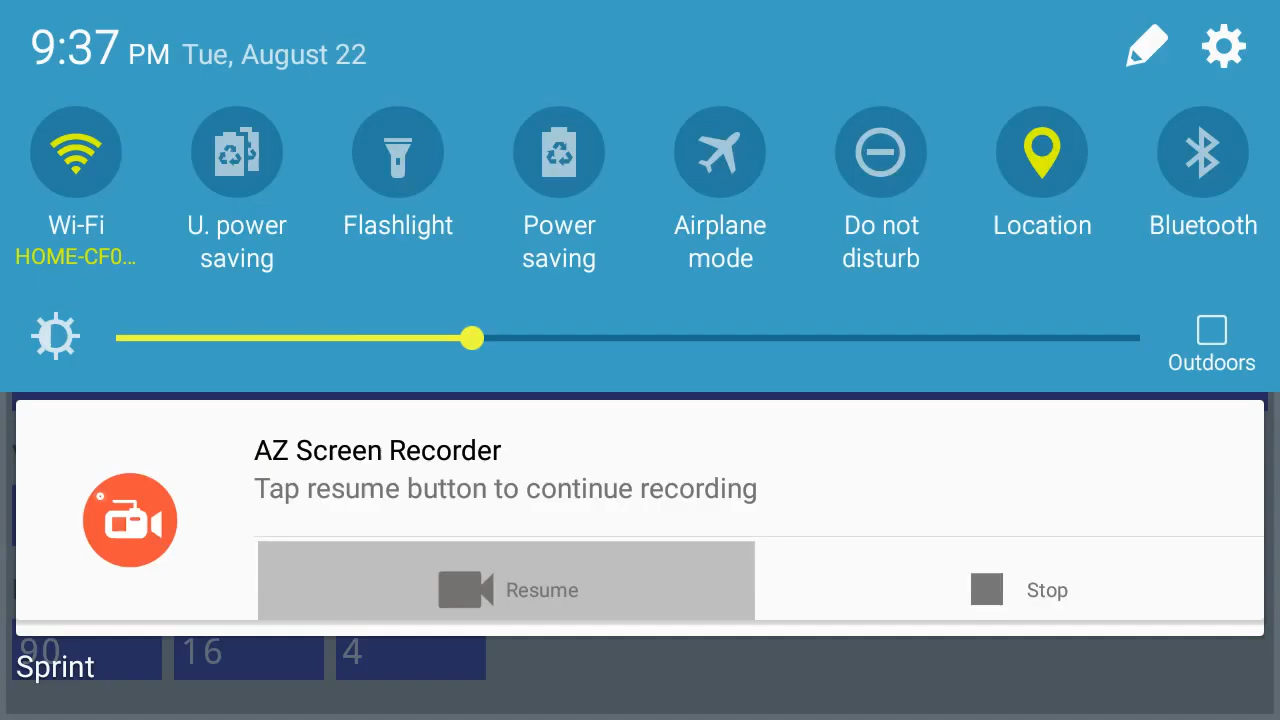 9:37 PM Tue, August 22
Wi-Fi
HOME-CF0...
U. power
saving
Flashlight
Power
saving
Airplane
mode
Do not
disturb
Location
Bluetooth
Outdoors
AZ Screen Recorder
Tap resume button to continue recording
Resume
Stop
90 16 4
Sprint